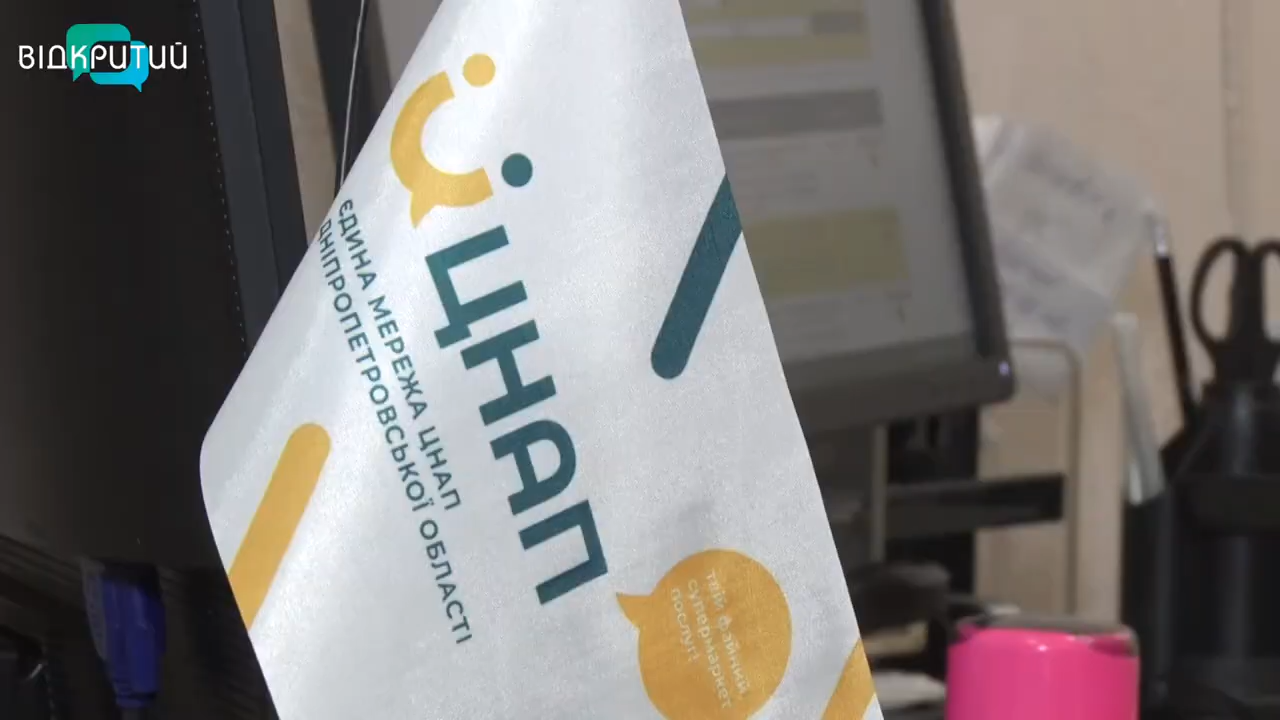 ВІДКРИТИЙ
ЦНАП
ЄДИНА МЕРЕЖА ЦНАП
ДНІПРОПЕТРОВСЬКОЇ ОБЛАСТІ
твій файний
супермаркет
послуг!